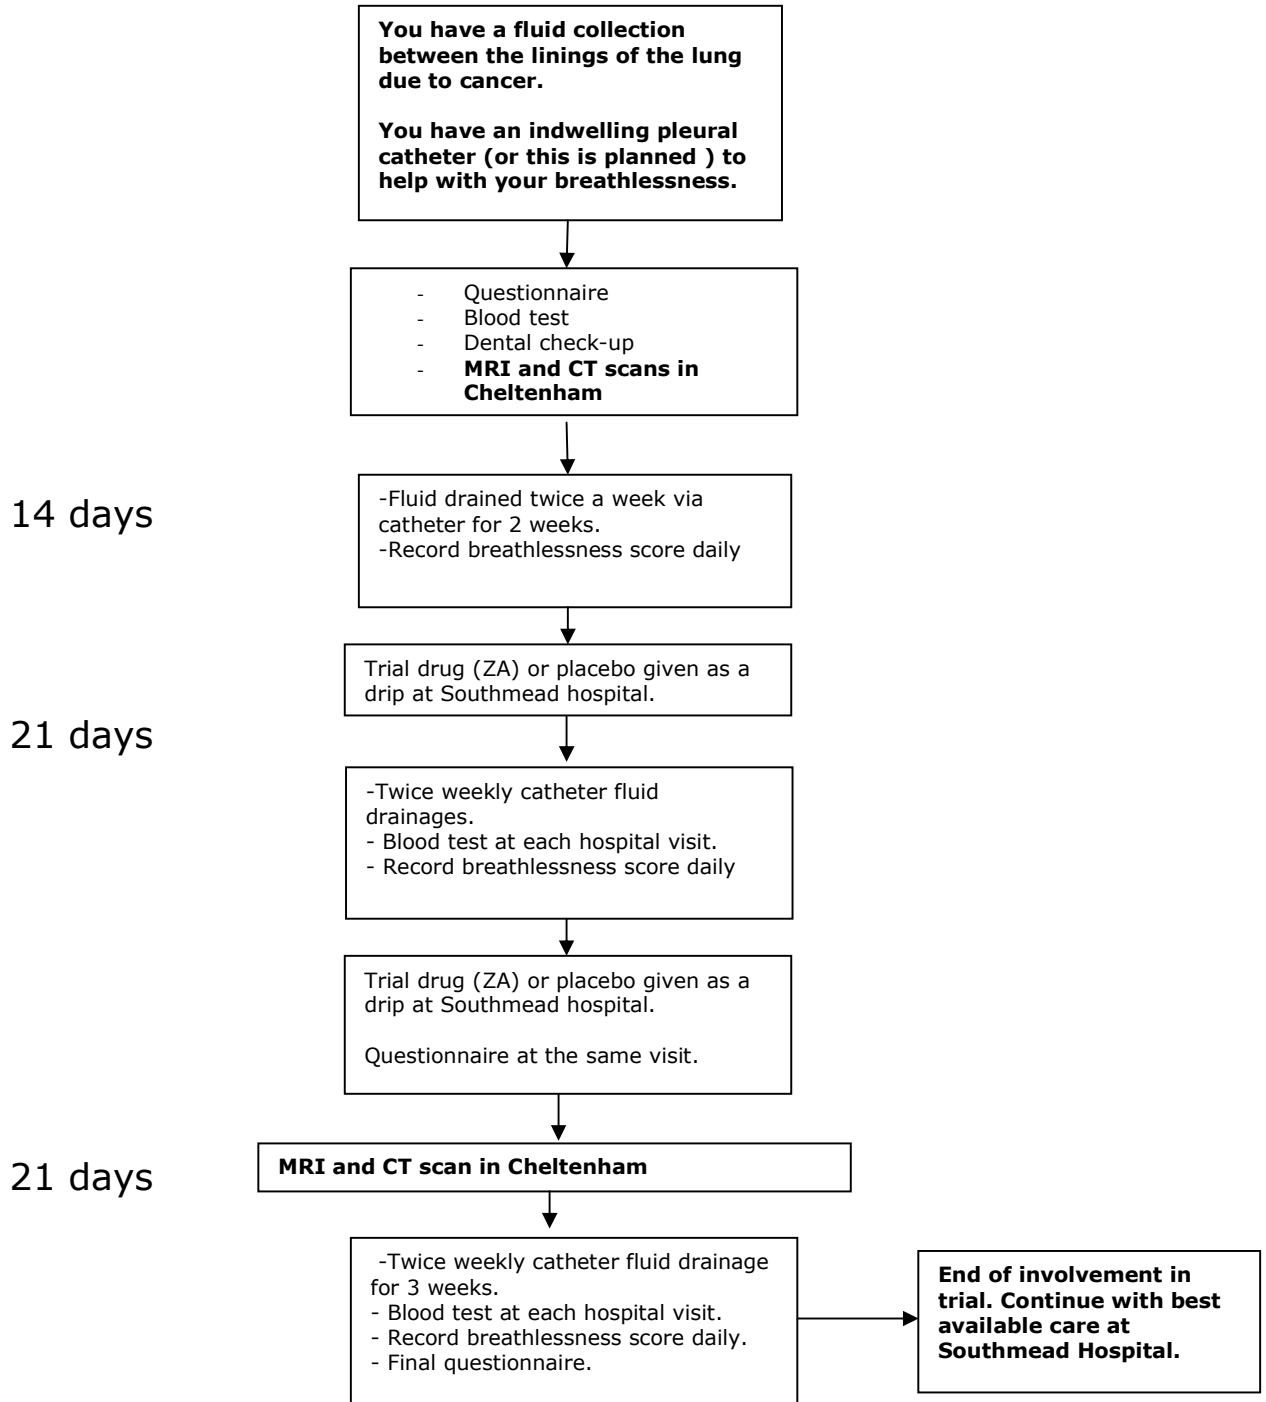 You have a fluid collection
between the linings of the lung
due to cancer.
You have an indwelling pleural
catheter (or this is planned ) to
help with your breathlessness.
- Questionnaire
- Blood test
- Dental check-up
- MRI and CT scans in
Cheltenham
14 days
-Fluid drained twice a week via
catheter for 2 weeks.
-Record breathlessness score daily
Trial drug (ZA) or placebo given as a
drip at Southmead hospital.
21 days
-Twice weekly catheter fluid
drainages.
- Blood test at each hospital visit.
- Record breathlessness score daily
Trial drug (ZA) or placebo given as a
drip at Southmead hospital.
Questionnaire at the same visit.
21 days
MRI and CT scan in Cheltenham
-Twice weekly catheter fluid drainage
for 3 weeks.
- Blood test at each hospital visit.
- Record breathlessness score daily.
- Final questionnaire.
End of involvement in
trial. Continue with best
available care at
Southmead Hospital.